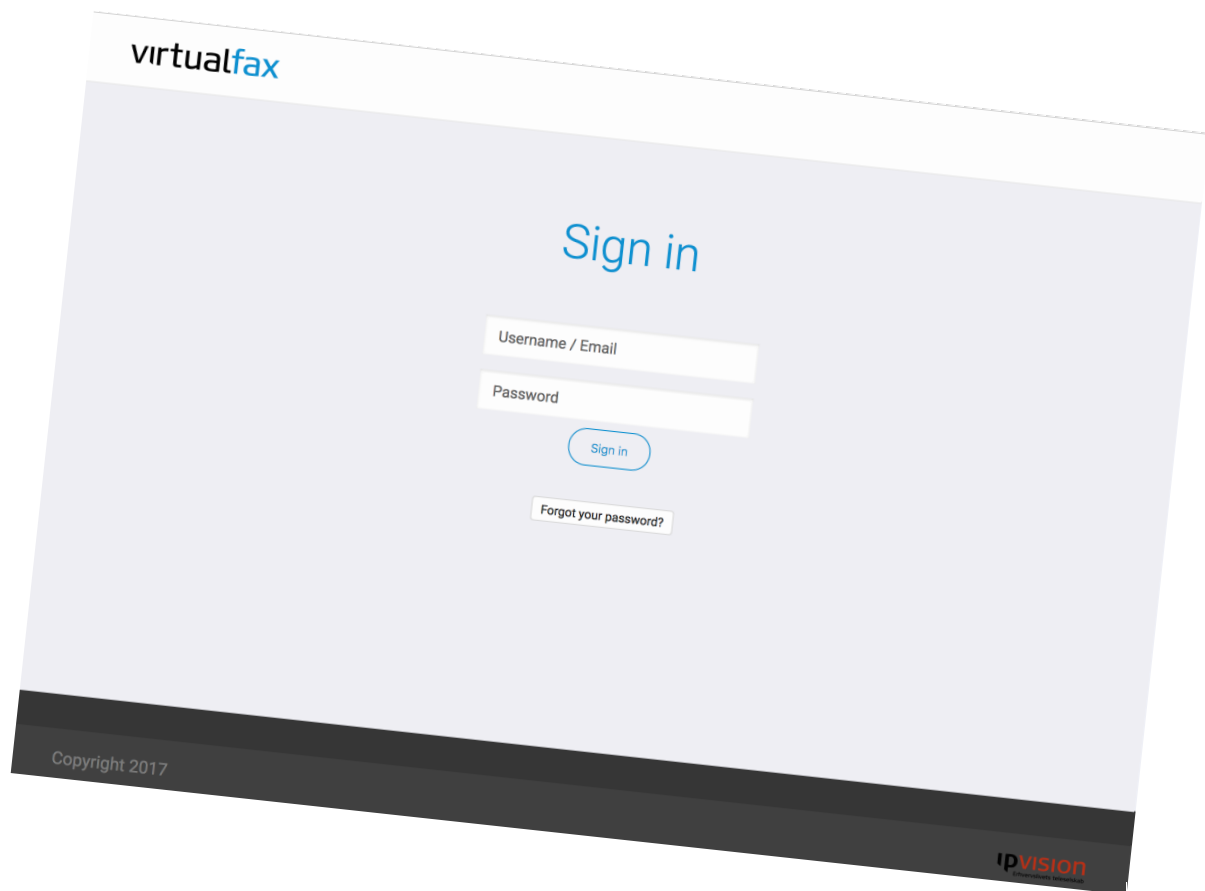 virtualfax
Sign in
Username / Email
Password
Sign in
Forgot your password?
Copyright 2017
ipvision